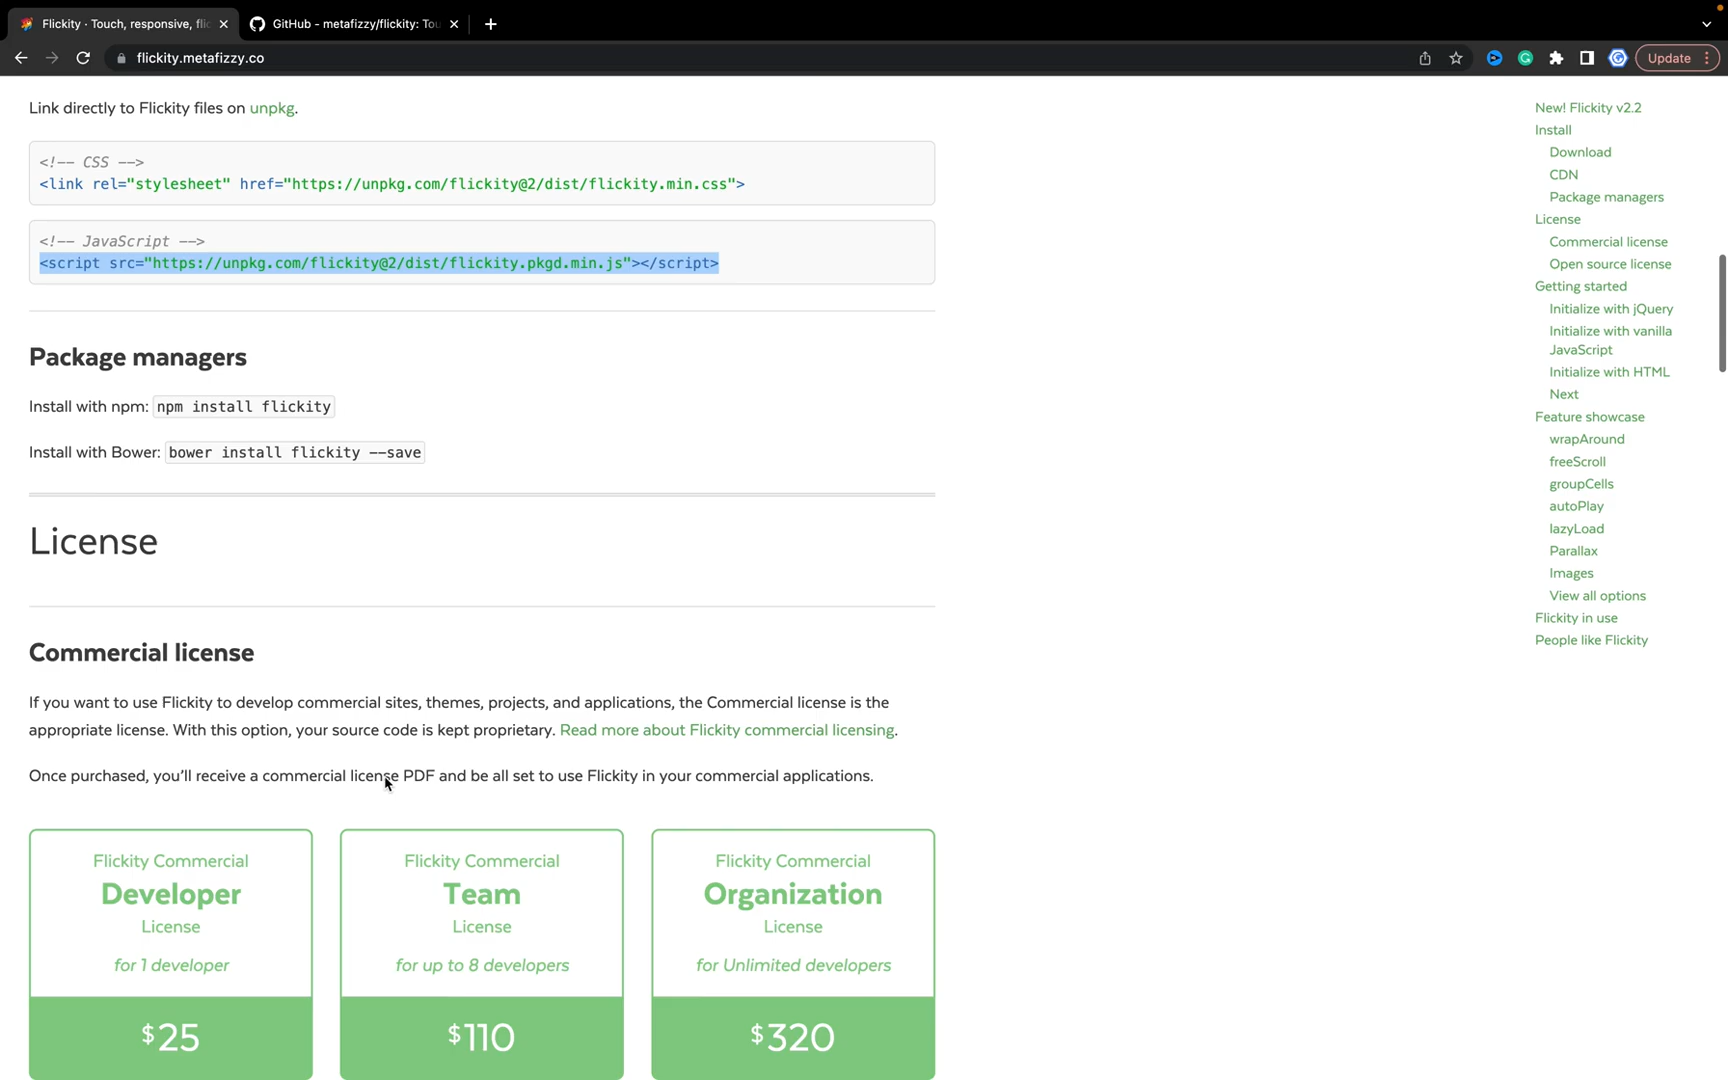 Flickity · Touch, responsive, flic
GitHub - metafizzy/flickity: Tou
flickity.metafizzy.co
Update
Link directly to Flickity files on unpkg.
<!-- CSS -->
<link rel="stylesheet" href="https://unpkg.com/flickity@2/dist/flickity.min.css">
<!-- JavaScript -->
<script src="https://unpkg.com/flickity@2/dist/flickity.pkgd.min.js"></script>
Package managers
Install with npm: npm install flickity
Install with Bower: bower install flickity --save
License
Commercial license
If you want to use Flickity to develop commercial sites, themes, projects, and applications, the Commercial license is the
appropriate license. With this option, your source code is kept proprietary. Read more about Flickity commercial licensing.
Once purchased, you'll receive a commercial license PDF and be all set to use Flickity in your commercial applications.
Flickity Commercial
Developer
License
for 1 developer
$25
Flickity Commercial
Team
License
for up to 8 developers
$110
Flickity Commercial
Organization
License
for Unlimited developers
$320
New! Flickity v2.2
Install
Download
CDN
Package managers
License
Commercial license
Open source license
Getting started
Initialize with jQuery
Initialize with vanilla
JavaScript
Initialize with HTML
Next
Feature showcase
wrapAround
freeScroll
groupCells
autoPlay
lazyLoad
Parallax
Images
View all options
Flickity in use
People like Flickity